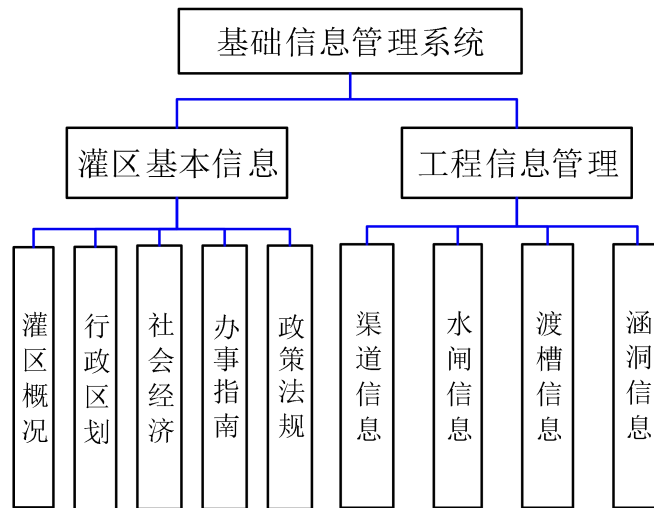 基础信息管理系统
灌区基本信息
工程信息管理
灌区概况
行政区划
社会经济
办事指南
政策法规
渠道信息
水闸信息
渡槽信息
涵洞信息